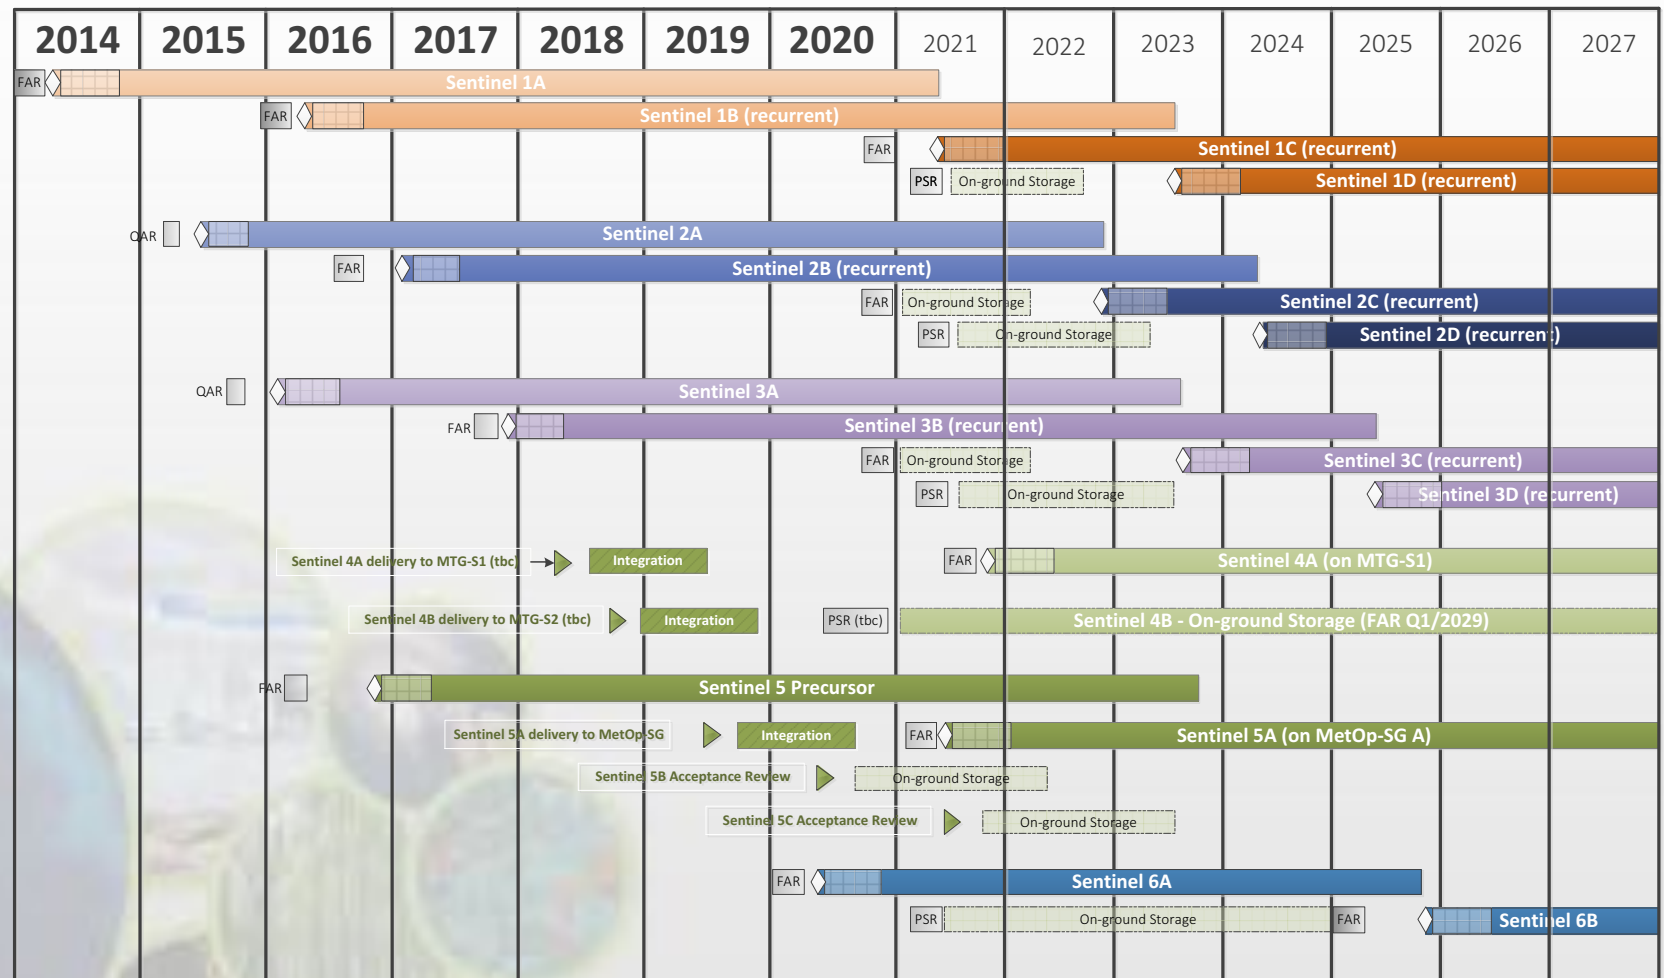 2014 2015 2016 2017 2018 2019 2020 2021 2022 2023 2024 2025 2026 2027
FAR Sentinel 1A
FAR Sentinel 1B (recurrent)
FAR Sentinel 1C (recurrent)
PSR On-ground Storage Sentinel 1D (recurrent)
QAR Sentinel 2A
FAR Sentinel 2B (recurrent)
FAR On-ground Storage Sentinel 2C (recurrent)
PSR On-ground Storage Sentinel 2D (recurrent)
QAR Sentinel 3A
FAR Sentinel 3B (recurrent)
FAR On-ground Storage Sentinel 3C (recurrent)
PSR On-ground Storage Sentinel 3D (recurrent)
Sentinel 4A delivery to MTG-S1 (tbc) Integration FAR Sentinel 4A (on MTG-S1)
Sentinel 4B delivery to MTG-S2 (tbc) Integration PSR (tbc) Sentinel 4B - On-ground Storage (FAR Q1/2029)
FAR Sentinel 5 Precursor
Sentinel 5A delivery to MetOp-SG Integration FAR Sentinel 5A (on MetOp-SG A)
Sentinel 5B Acceptance Review On-ground Storage
Sentinel 5C Acceptance Review On-ground Storage
FAR Sentinel 6A
PSR On-ground Storage FAR Sentinel 6B